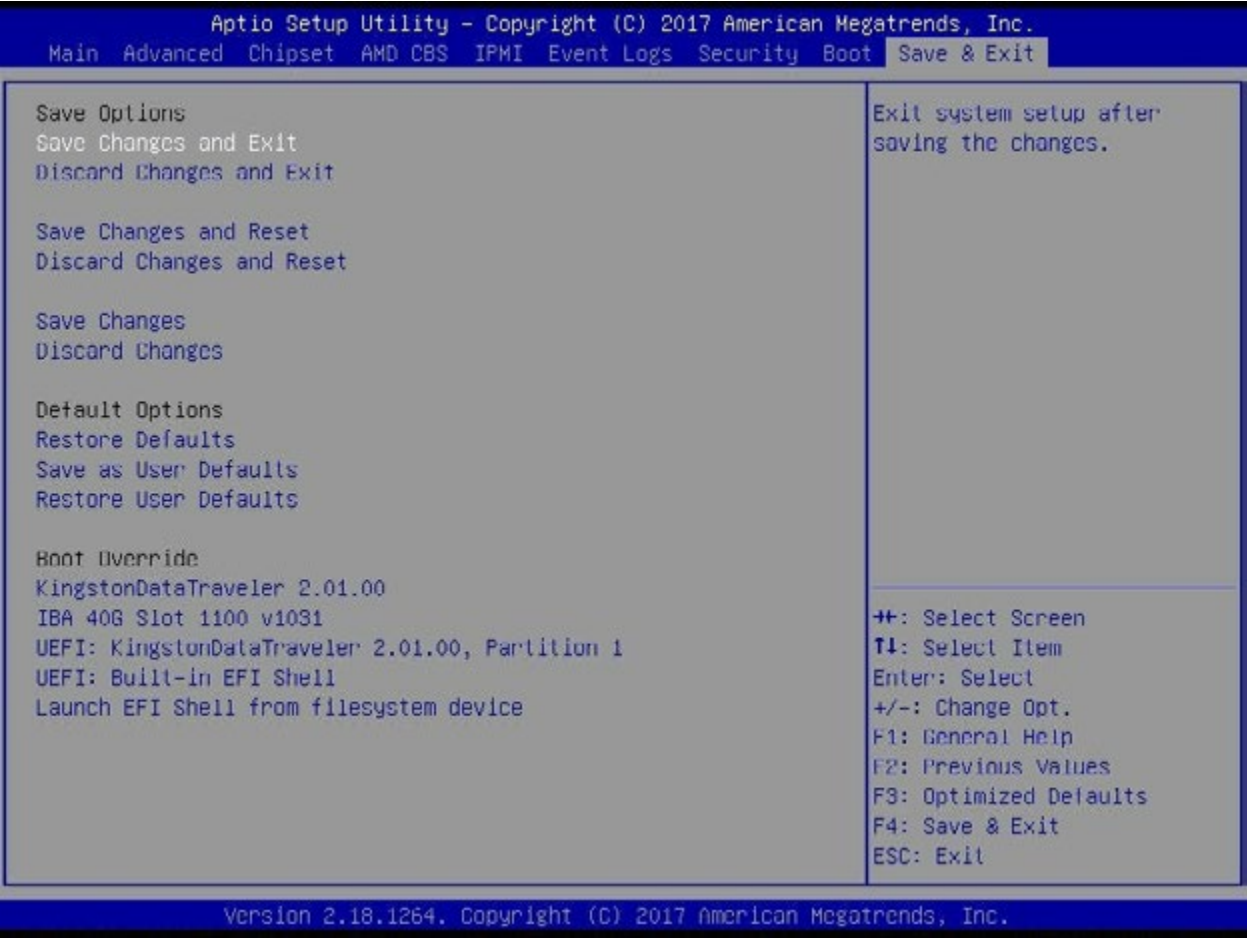 Aptio Setup Utility – Copyright (C) 2017 American Megatrends, Inc.
Main Advanced Chipset AMD CBS IPMI Event Logs Security Boot Save & Exit
Save Options
Save Changes and Exit
Discard Changes and Exit
Save Changes and Reset
Discard Changes and Reset
Save Changes
Discard Changes
Default Options
Restore Defaults
Save as User Defaults
Restore User Defaults
Boot Override
KingstonDataTraveler 2.01.00
IBA 40G Slot 1100 v1031
UEFI: KingstonDataTraveler 2.01.00, Partition 1
UEFI: Built-in EFI Shell
Launch EFI Shell from filesystem device
Exit system setup after
saving the changes.
→←: Select Screen
↑↓: Select Item
Enter: Select
+/-: Change Opt.
F1: General Help
F2: Previous Values
F3: Optimized Defaults
F4: Save & Exit
ESC: Exit
Version 2.18.1264. Copyright (C) 2017 American Megatrends, Inc.